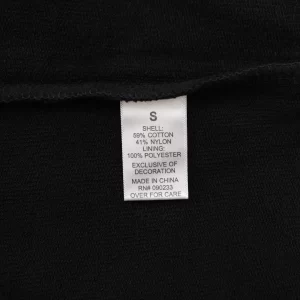 S
SHELL:
59% COTTON
41% NYLON
LINING:
100% POLYESTER
EXCLUSIVE OF
DECORATION
MADE IN CHINA
RN# 090233
OVER FOR CARE